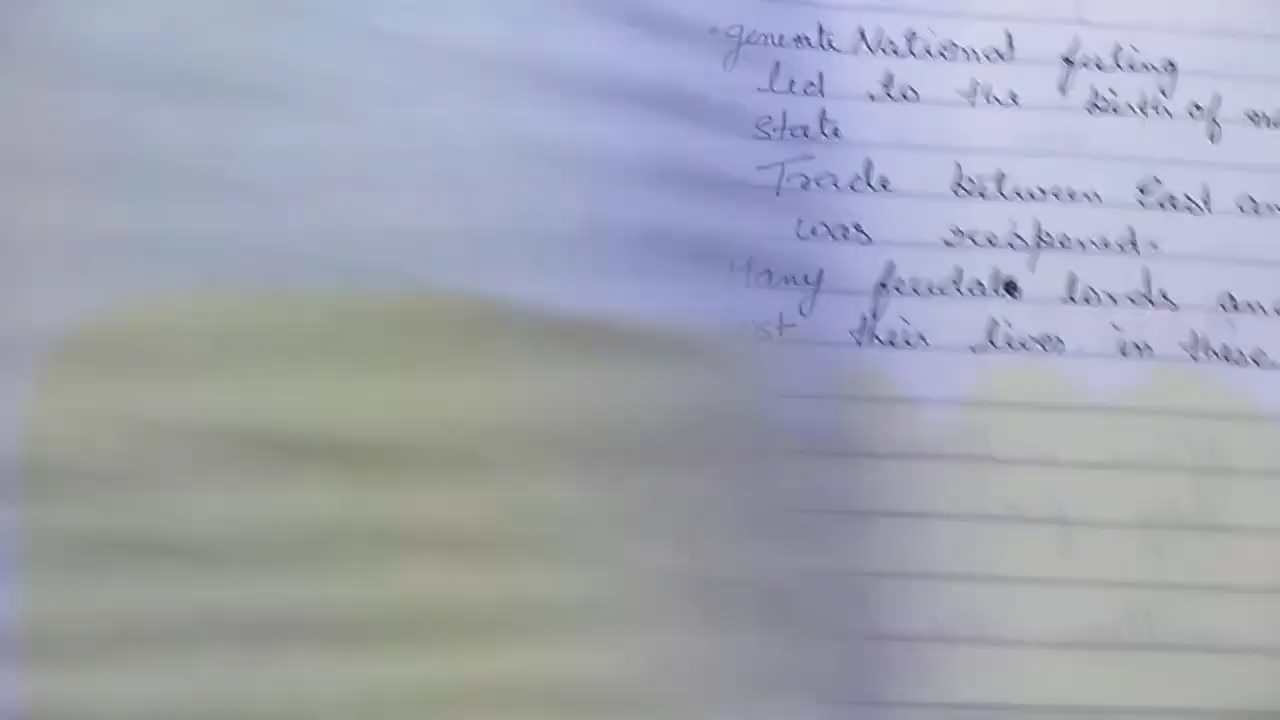 generate National feeling
led to the birth of
state
Trade between East
was reopened.
Many feudal lords
their lives in these